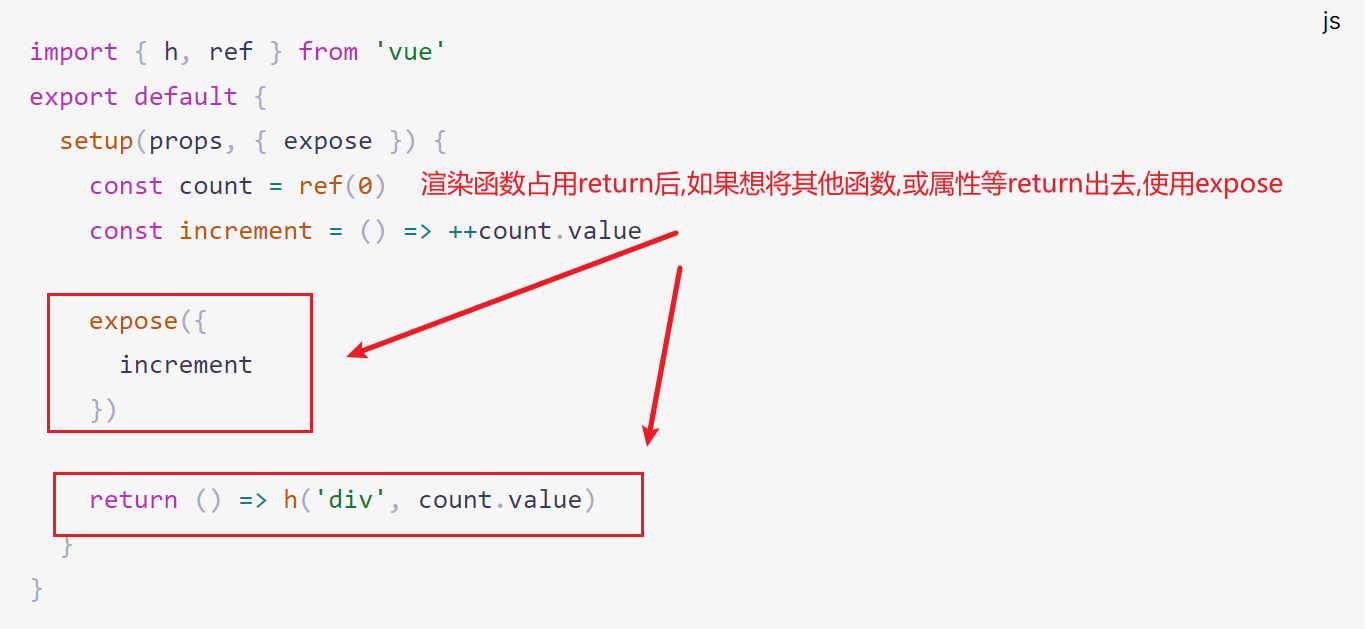 js
import { h, ref } from 'vue'
export default {
  setup(props, { expose }) {
    const count = ref(0) 渲染函数占用return后,如果想将其他函数,或属性等return出去,使用expose
    const increment = () => ++count.value
    expose({
      increment
    })
    return () => h('div', count.value)
  }
}